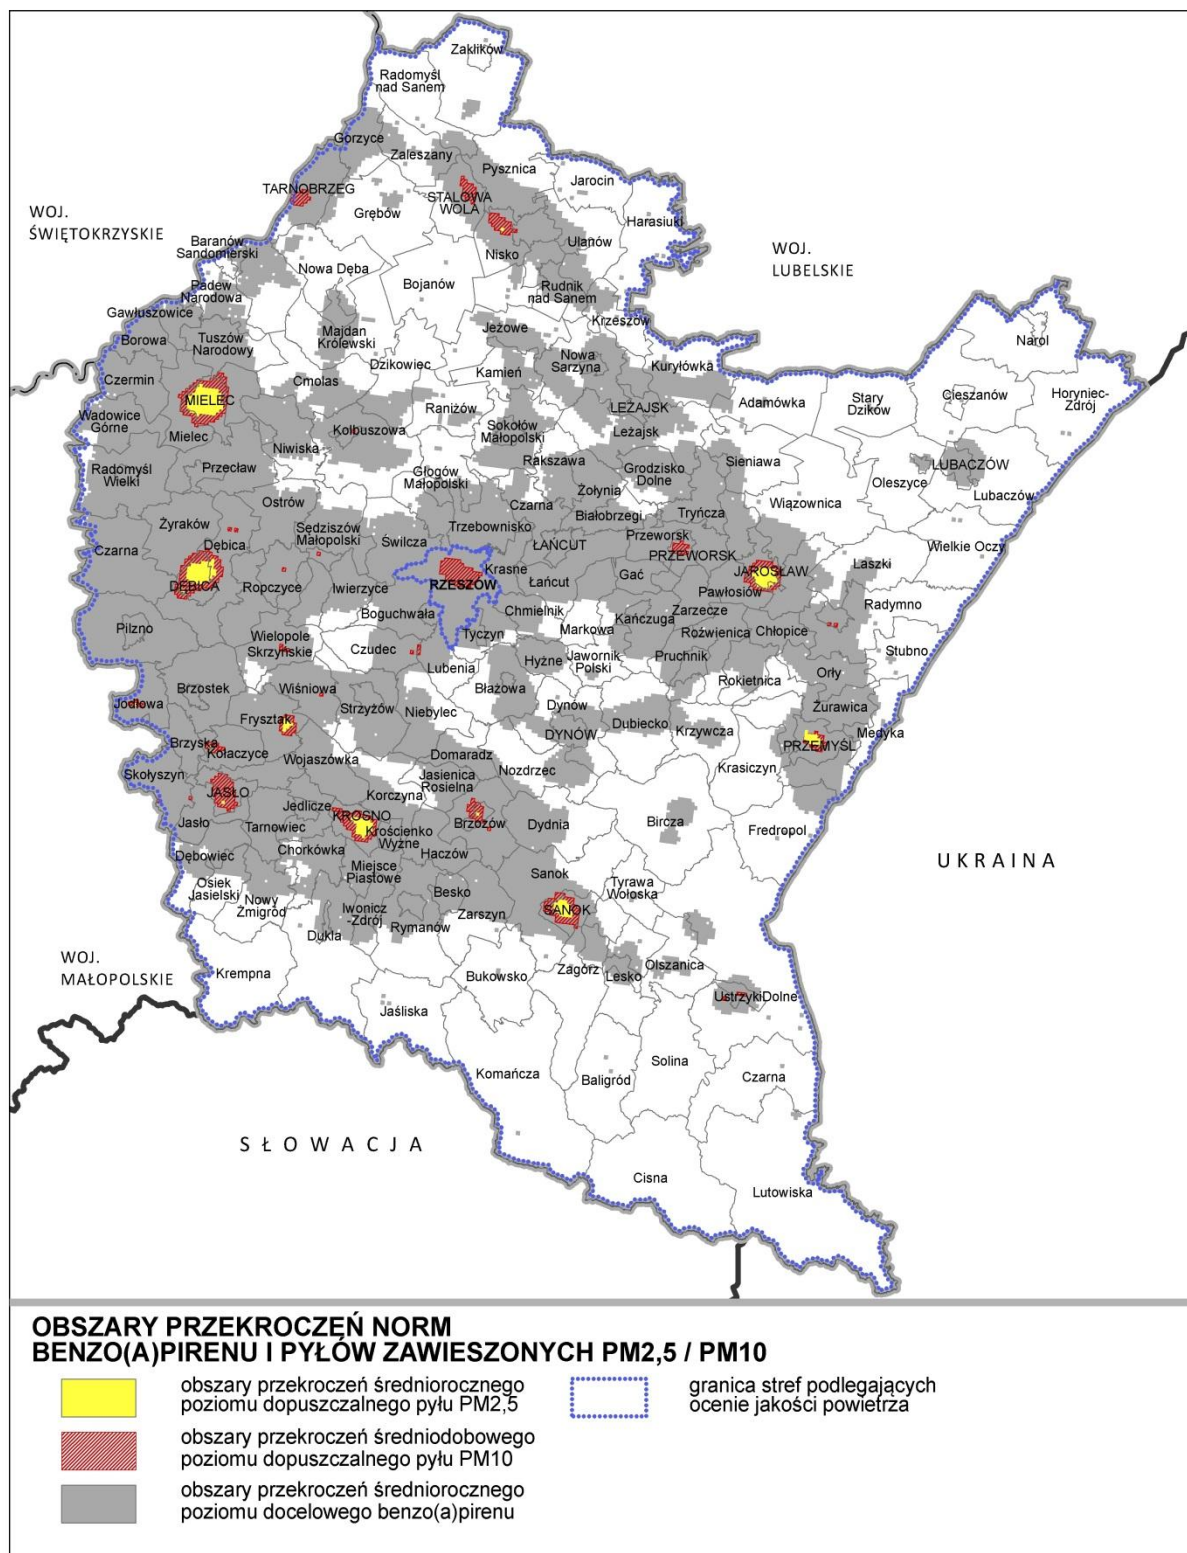 Zaklików
Radomyśl
nad Sanem
Gorzyce
Zaleszany
Pysznica
Jarocin
TARNOBRZEG
STALOWA
WOLA
Grębów
Harasiuki
WOJ.
ŚWIĘTOKRZYSKIE
Ulanów
Baranów
Sandomierski
Nisko
WOJ.
LUBELSKIE
Nowa Dęba
Bojanów
Padew
Narodowa
Rudnik
nad Sanem
Gawłuszowice
Krzeszów
Jeżowe
Majdan
Królewski
Borowa
Tuszów
Narodowy
Narol
Nowa
Sarzyna
Dzikowiec
Kamień
Kuryłówka
Czermin
Cmolas
Cieszanów
Horyniec-
Zdrój
MIELEC
Adamówka
Stary
Dzików
Wadowice
Górne
Raniżów
LEŻAJSK
Kolbuszowa
Sokołów
Małopolski
Leżajsk
Mielec
Niwiska
Radomyśl
Wielki
Przecław
Głogów
Małopolski
Rakszawa
Grodzisko
Dolne
Sieniawa
LUBACZÓW
Oleszyce
Lubaczów
Ostrów
Czarna
Żołynia
Wiązownica
Żyraków
Sędziszów
Małopolski
Trzebownisko
Białobrzegi
Tryńcza
Czarna
Dębica
Świlcza
ŁAŃCUT
Przeworsk
PRZEWORSK
Wielkie Oczy
Krasne
Laszki
DĘBICA
Ropczyce
Iwierzyce
RZESZÓW
Łańcut
Gać
JAROSŁAW
Pawłosiów
Radymno
Boguchwała
Chmielnik
Kańczuga
Zarzecze
Pilzno
Wielopole
Skrzyńskie
Tyczyn
Markowa
Roźwienica
Chłopice
Czudec
Stubno
Lubenia
Hyżne
Jawornik
Polski
Pruchnik
Orły
Rokietnica
Brzostek
Wiśniowa
Błażowa
Jodłowa
Strzyżów
Niebylec
Dynów
Żurawica
Frysztak
Dubiecko
Krzywcza
Medyka
DYNÓW
PRZEMYŚL
Brzyska
Kołaczyce
Wojaszówka
Domaradz
Nozdrzec
Krasiczyn
Skołyszyn
Jasienica
Rosielna
JASŁO
Korczyna
Jedlicze
KROSNO
Brzozów
Bircza
Jasło
Tarnowiec
Krościenko
Wyżne
Dydnia
Fredropol
Chorkówka
Dębowiec
Haczów
Miejsce
Piastowe
UKRAINA
Osiek
Jasielski
Sanok
Tyrawa
Wołoska
Nowy
Żmigród
Besko
Iwonicz
-Zdrój
Zarszyn
SANOK
Dukla
Rymanów
WOJ.
MAŁOPOLSKIE
Krempna
Bukowsko
Zagórz
Lesko
Olszanica
UstrzykiDolne
Jaśliska
Solina
Komańcza
Baligród
Czarna
SŁOWACJA
Cisna
Lutowiska
OBSZARY PRZEKROCZEŃ NORM
BENZO(A)PIRENU I PYŁÓW ZAWIESZONYCH PM2,5 / PM10
obszary przekroczeń średniorocznego
poziomu dopuszczalnego pyłu PM2,5
granica stref podlegających
ocenie jakości powietrza
obszary przekroczeń średniodobowego
poziomu dopuszczalnego pyłu PM10
obszary przekroczeń średniorocznego
poziomu docelowego benzo(a)pirenu